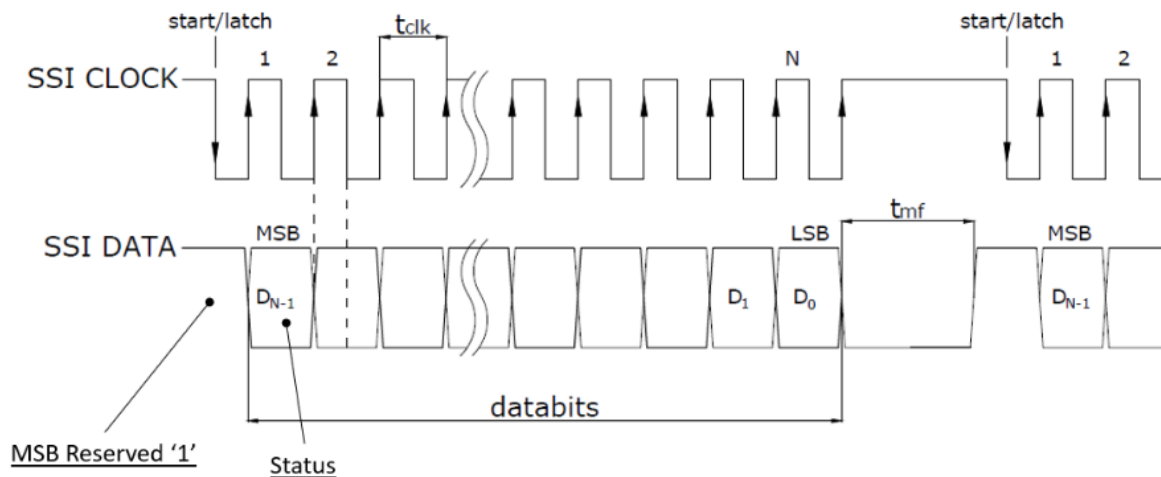 start/latch
start/latch
tclk
1
2
N
1
2
SSI CLOCK
tmf
SSI DATA
MSB
LSB
MSB
DN-1
D1
D0
DN-1
databits
MSB Reserved ‘1’
Status